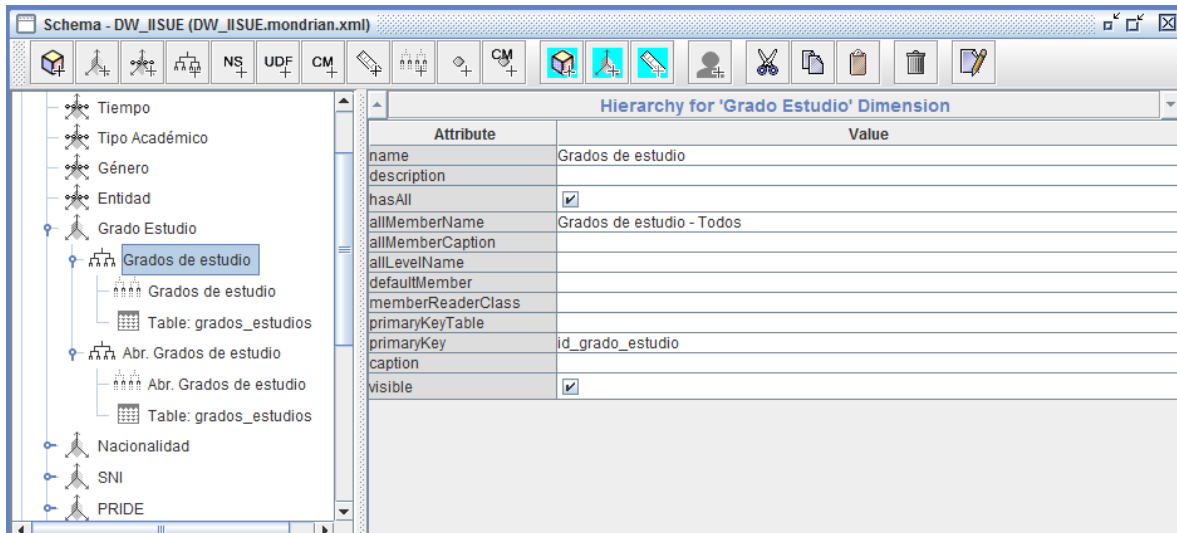 Schema - DW_IISUE (DW_IISUE.mondrian.xml)
NS UDF CM CM
Tiempo
Tipo Académico
Género
Entidad
Grado Estudio
Grados de estudio
Grados de estudio
Table: grados_estudios
Abr. Grados de estudio
Abr. Grados de estudio
Table: grados_estudios
Nacionalidad
SNI
PRIDE
Hierarchy for 'Grado Estudio' Dimension
Attribute Value
name Grados de estudio
description
hasAll
allMemberName Grados de estudio - Todos
allMemberCaption
allLevelName
defaultMember
memberReaderClass
primaryKeyTable
primaryKey id_grado_estudio
caption
visible